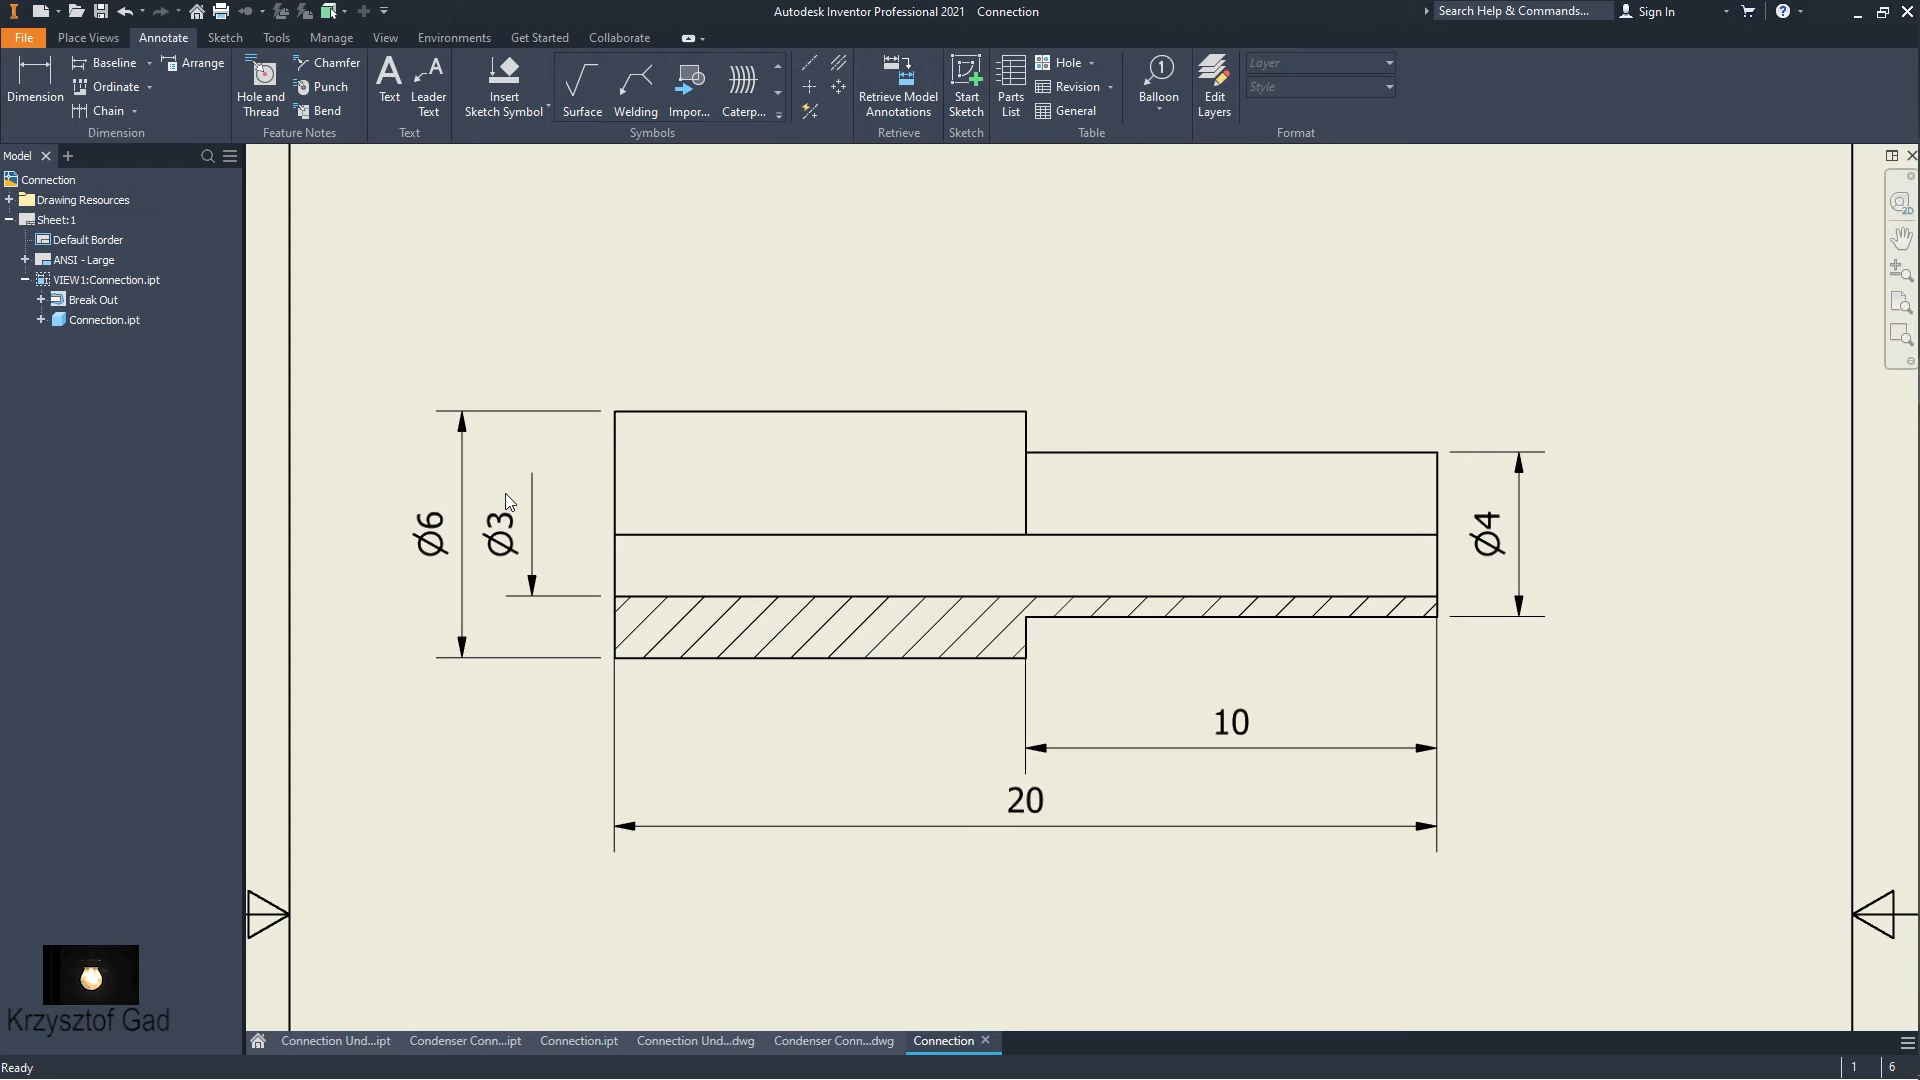 Autodesk Inventor Professional 2021 Connection
Search Help & Commands...
Sign In
File Place Views Annotate Sketch Tools Manage View Environments Get Started Collaborate
Dimension
Baseline
Ordinate
Chain
Arrange
Dimension
Hole and
Thread
Chamfer
Punch
Bend
Feature Notes
Text
Leader
Text
Text
Insert
Sketch Symbol
Surface
Welding
Impor...
Caterp...
Symbols
Retrieve Model
Annotations
Retrieve
Start
Sketch
Sketch
Parts
List
Hole
Revision
General
Table
Balloon
1
Edit
Layers
Layer
Style
Format
Model
Connection
Drawing Resources
Sheet:1
Default Border
ANSI - Large
VIEW1:Connection.ipt
Break Out
Connection.ipt
2D
Ø6
Ø3
Ø4
10
20
Krzysztof Gad
Connection Und...ipt Condenser Conn...ipt Connection.ipt Connection Und...dwg Condenser Conn...dwg Connection
Ready
1 6